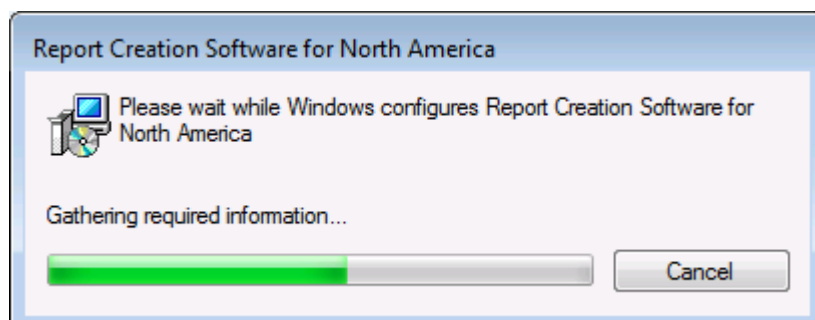 Report Creation Software for North America
Please wait while Windows configures Report Creation Software for
North America
Gathering required information...
Cancel